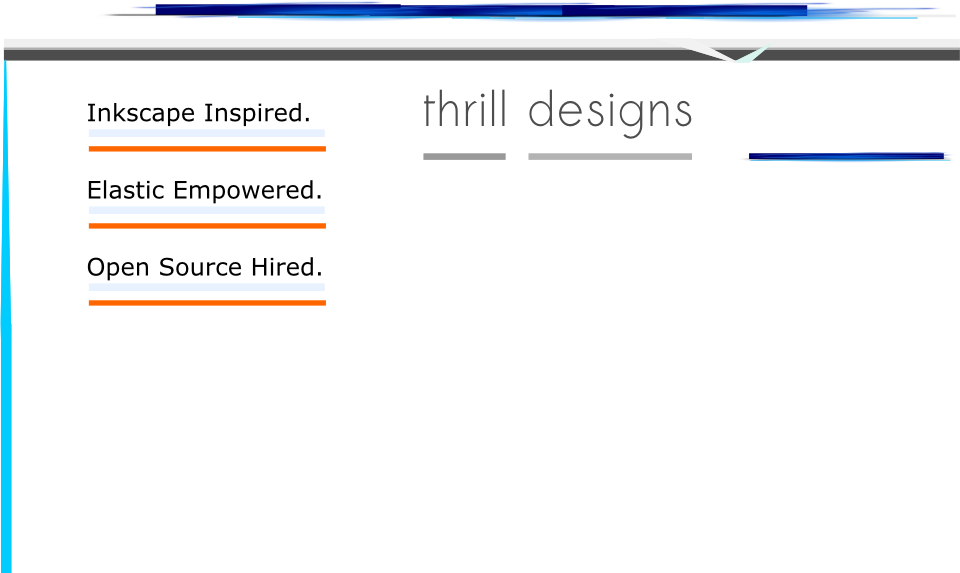 Inkscape Inspired.
Elastic Empowered.
Open Source Hired.
thrill designs